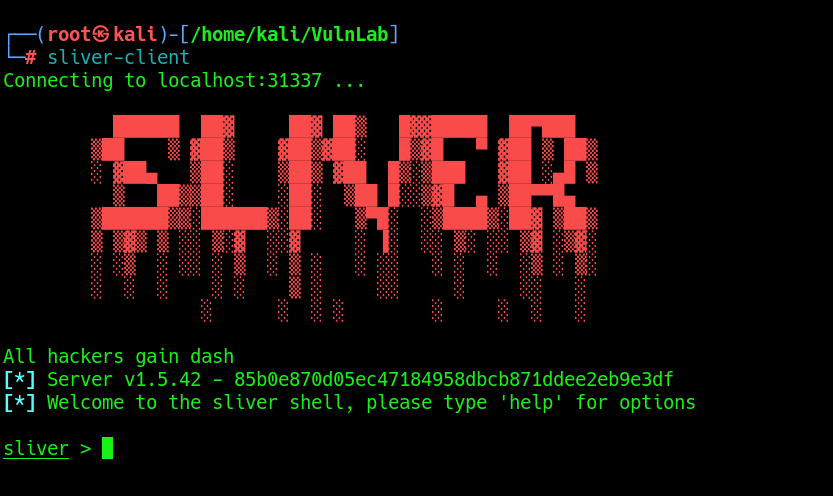 ┌──(root㉿kali)-[/home/kali/VulnLab]
└─# sliver-client
Connecting to localhost:31337 ...
SLIVER
All hackers gain dash
[*] Server v1.5.42 - 85b0e870d05ec47184958dbcb871ddee2eb9e3df
[*] Welcome to the sliver shell, please type 'help' for options
sliver >